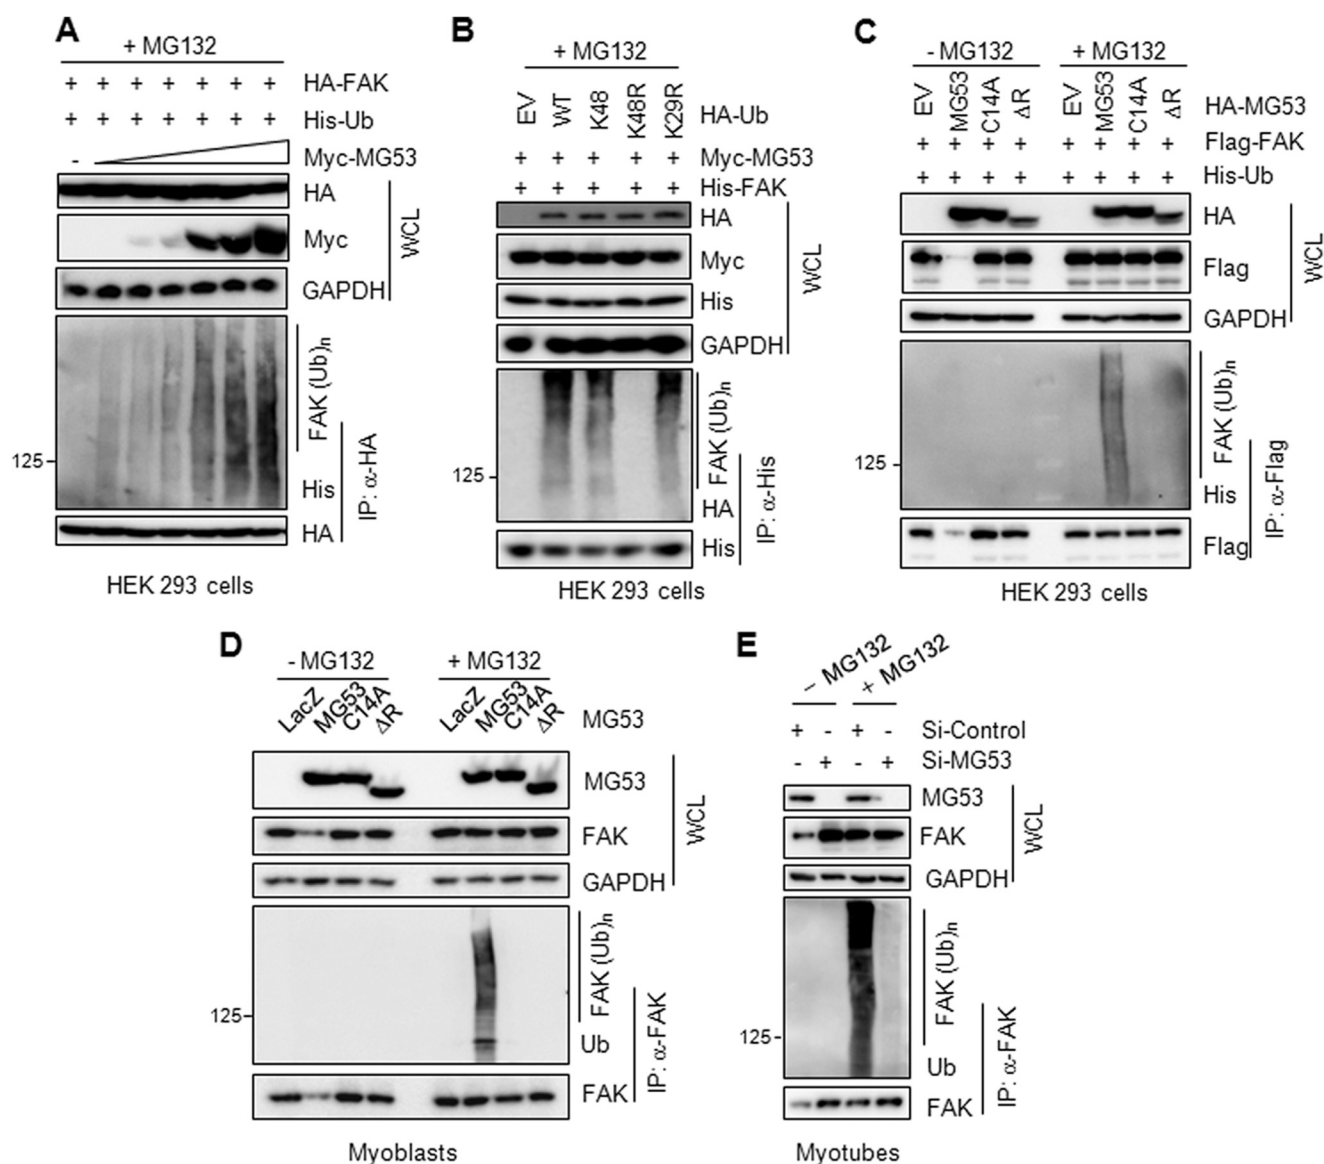 A
+ MG132
+ + + + + + + HA-FAK
+ + + + + + + His-Ub
- Myc-MG53
HA
Myc
GAPDH
WCL
FAK (Ub)n
125
His
HA
IP: α-HA
HEK 293 cells
B
+ MG132
EV WT K48 K48R K29R HA-Ub
+ + + + + Myc-MG53
+ + + + + His-FAK
HA
Myc
His
GAPDH
WCL
FAK (Ub)n
125
HA
His
IP: α-His
HEK 293 cells
C
- MG132 + MG132
EV MG53 C14A ΔR EV MG53 C14A ΔR HA-MG53
+ + + + + + + + Flag-FAK
+ + + + + + + + His-Ub
HA
Flag
GAPDH
WCL
FAK (Ub)n
125
His
Flag
IP: α-Flag
HEK 293 cells
D
- MG132 + MG132
LacZ MG53 C14A ΔR LacZ MG53 C14A ΔR MG53
MG53
FAK
GAPDH
WCL
FAK (Ub)n
125
Ub
FAK
IP: α-FAK
Myoblasts
E
– MG132 + MG132
+ - + - Si-Control
- + - + Si-MG53
MG53
FAK
GAPDH
WCL
FAK (Ub)n
125
Ub
FAK
IP: α-FAK
Myotubes